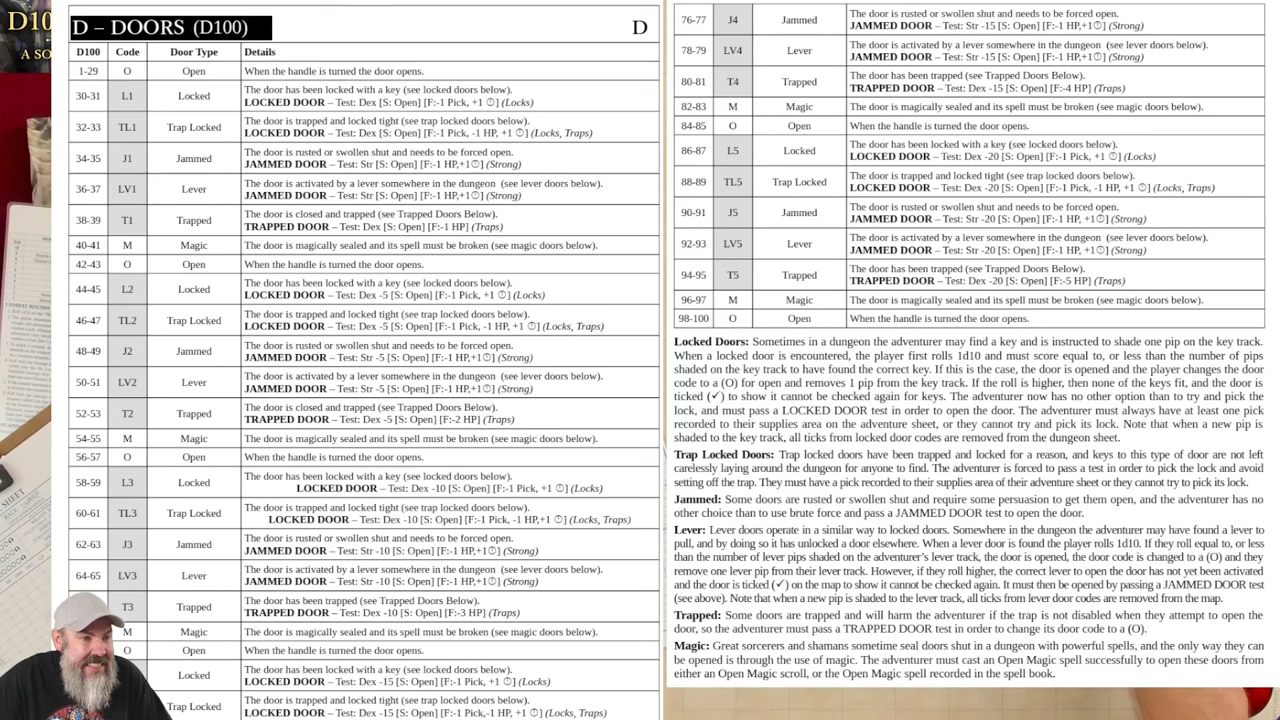 D10
A SO
D – DOORS (D100)
D
D100 Code Door Type Details
1-29 O Open When the handle is turned the door opens.
30-31 L1 Locked The door has been locked with a key (see locked doors below).
LOCKED DOOR – Test: Dex [S: Open] [F:-1 Pick, +1 ⏱] (Locks)
32-33 TL1 Trap Locked The door is trapped and locked tight (see trap locked doors below).
LOCKED DOOR – Test: Dex [S: Open] [F:-1 Pick, -1 HP, +1 ⏱] (Locks, Traps)
34-35 J1 Jammed The door is rusted or swollen shut and needs to be forced open.
JAMMED DOOR – Test: Str [S: Open] [F:-1 HP,+1⏱] (Strong)
36-37 LV1 Lever The door is activated by a lever somewhere in the dungeon (see lever doors below).
JAMMED DOOR – Test: Str [S: Open] [F:-1 HP,+1⏱] (Strong)
38-39 T1 Trapped The door is closed and trapped (see Trapped Doors Below).
TRAPPED DOOR – Test: Dex [S: Open] [F:-1 HP] (Traps)
40-41 M Magic The door is magically sealed and its spell must be broken (see magic doors below).
42-43 O Open When the handle is turned the door opens.
44-45 L2 Locked The door has been locked with a key (see locked doors below).
LOCKED DOOR – Test: Dex -5 [S: Open] [F:-1 Pick, +1 ⏱] (Locks)
46-47 TL2 Trap Locked The door is trapped and locked tight (see trap locked doors below).
LOCKED DOOR – Test: Dex -5 [S: Open] [F:-1 Pick, -1 HP, +1 ⏱] (Locks, Traps)
48-49 J2 Jammed The door is rusted or swollen shut and needs to be forced open.
JAMMED DOOR – Test: Str -5 [S: Open] [F:-1 HP,+1⏱] (Strong)
50-51 LV2 Lever The door is activated by a lever somewhere in the dungeon (see lever doors below).
JAMMED DOOR – Test: Str -5 [S: Open] [F:-1 HP,+1⏱] (Strong)
52-53 T2 Trapped The door is closed and trapped (see Trapped Doors Below).
TRAPPED DOOR – Test: Dex -5 [S: Open] [F:-2 HP] (Traps)
54-55 M Magic The door is magically sealed and its spell must be broken (see magic doors below).
56-57 O Open When the handle is turned the door opens.
58-59 L3 Locked The door has been locked with a key (see locked doors below).
LOCKED DOOR – Test: Dex -10 [S: Open] [F:-1 Pick, +1 ⏱] (Locks)
60-61 TL3 Trap Locked The door is trapped and locked tight (see trap locked doors below).
LOCKED DOOR – Test: Dex -10 [S: Open] [F:-1 Pick, -1 HP,+1 ⏱] (Locks, Traps)
62-63 J3 Jammed The door is rusted or swollen shut and needs to be forced open.
JAMMED DOOR – Test: Str -10 [S: Open] [F:-1 HP,+1⏱] (Strong)
64-65 LV3 Lever The door is activated by a lever somewhere in the dungeon (see lever doors below).
JAMMED DOOR – Test: Str -10 [S: Open] [F:-1 HP,+1⏱] (Strong)
T3 Trapped The door has been trapped (see Trapped Doors Below).
TRAPPED DOOR – Test: Dex -10 [S: Open] [F:-3 HP] (Traps)
M Magic The door is magically sealed and its spell must be broken (see magic doors below).
O Open When the handle is turned the door opens.
Locked The door has been locked with a key (see locked doors below).
LOCKED DOOR – Test: Dex -15 [S: Open] [F:-1 Pick, +1 ⏱] (Locks)
Trap Locked The door is trapped and locked tight (see trap locked doors below).
LOCKED DOOR – Test: Dex -15 [S: Open] [F:-1 Pick,-1 HP, +1 ⏱] (Locks, Traps)
76-77 J4 Jammed The door is rusted or swollen shut and needs to be forced open.
JAMMED DOOR – Test: Str -15 [S: Open] [F:-1 HP,+1⏱] (Strong)
78-79 LV4 Lever The door is activated by a lever somewhere in the dungeon (see lever doors below).
JAMMED DOOR – Test: Str -15 [S: Open] [F:-1 HP,+1⏱] (Strong)
80-81 T4 Trapped The door has been trapped (see Trapped Doors Below).
TRAPPED DOOR – Test: Dex -15 [S: Open] [F:-4 HP] (Traps)
82-83 M Magic The door is magically sealed and its spell must be broken (see magic doors below).
84-85 O Open When the handle is turned the door opens.
86-87 L5 Locked The door has been locked with a key (see locked doors below).
LOCKED DOOR – Test: Dex -20 [S: Open] [F:-1 Pick, +1 ⏱] (Locks)
88-89 TL5 Trap Locked The door is trapped and locked tight (see trap locked doors below).
LOCKED DOOR – Test: Dex -20 [S: Open] [F:-1 Pick, -1 HP, +1 ⏱] (Locks, Traps)
90-91 J5 Jammed The door is rusted or swollen shut and needs to be forced open.
JAMMED DOOR – Test: Str -20 [S: Open] [F:-1 HP, +1⏱] (Strong)
92-93 LV5 Lever The door is activated by a lever somewhere in the dungeon (see lever doors below).
JAMMED DOOR – Test: Str -20 [S: Open] [F:-1 HP, +1⏱] (Strong)
94-95 T5 Trapped The door has been trapped (see Trapped Doors Below).
TRAPPED DOOR – Test: Dex -20 [S: Open] [F:-5 HP] (Traps)
96-97 M Magic The door is magically sealed and its spell must be broken (see magic doors below).
98-100 O Open When the handle is turned the door opens.
Locked Doors: Sometimes in a dungeon the adventurer may find a key and is instructed to shade one pip on the key track.
When a locked door is encountered, the player first rolls 1d10 and must score equal to, or less than the number of pips
shaded on the key track to have found the correct key. If this is the case, the door is opened and the player changes the door
code to a (O) for open and removes 1 pip from the key track. If the roll is higher, then none of the keys fit, and the door is
ticked (✓) to show it cannot be checked again for keys. The adventurer now has no other option than to try and pick the
lock, and must pass a LOCKED DOOR test in order to open the door. The adventurer must always have at least one pick
recorded to their supplies area on the adventure sheet, or they cannot try and pick its lock. Note that when a new pip is
shaded to the key track, all ticks from locked door codes are removed from the dungeon sheet.
Trap Locked Doors: Trap locked doors have been trapped and locked for a reason, and keys to this type of door are not left
carelessly laying around the dungeon for anyone to find. The adventurer is forced to pass a test in order to pick the lock and avoid
setting off the trap. They must have a pick recorded to their supplies area of their adventure sheet or they cannot try to pick its lock.
Jammed: Some doors are rusted or swollen shut and require some persuasion to get them open, and the adventurer has no
other choice than to use brute force and pass a JAMMED DOOR test to open the door.
Lever: Lever doors operate in a similar way to locked doors. Somewhere in the dungeon the adventurer may have found a lever to
pull, and by doing so it has unlocked a door elsewhere. When a lever door is found the player rolls 1d10. If they roll equal to, or less
than the number of lever pips shaded on the adventurer's lever track, the door is opened, the door code is changed to a (O) and they
remove one lever pip from their lever track. However, if they roll higher, the correct lever to open the door has not yet been activated
and the door is ticked (✓) on the map to show it cannot be checked again. It must then be opened by passing a JAMMED DOOR test
(see above). Note that when a new pip is shaded to the lever track, all ticks from lever door codes are removed from the map.
Trapped: Some doors are trapped and will harm the adventurer if the trap is not disabled when they attempt to open the
door, so the adventurer must pass a TRAPPED DOOR test in order to change its door code to a (O).
Magic: Great sorcerers and shamans sometime seal doors shut in a dungeon with powerful spells, and the only way they can
be opened is through the use of magic. The adventurer must cast an Open Magic spell successfully to open these doors from
either an Open Magic scroll, or the Open Magic spell recorded in the spell book.